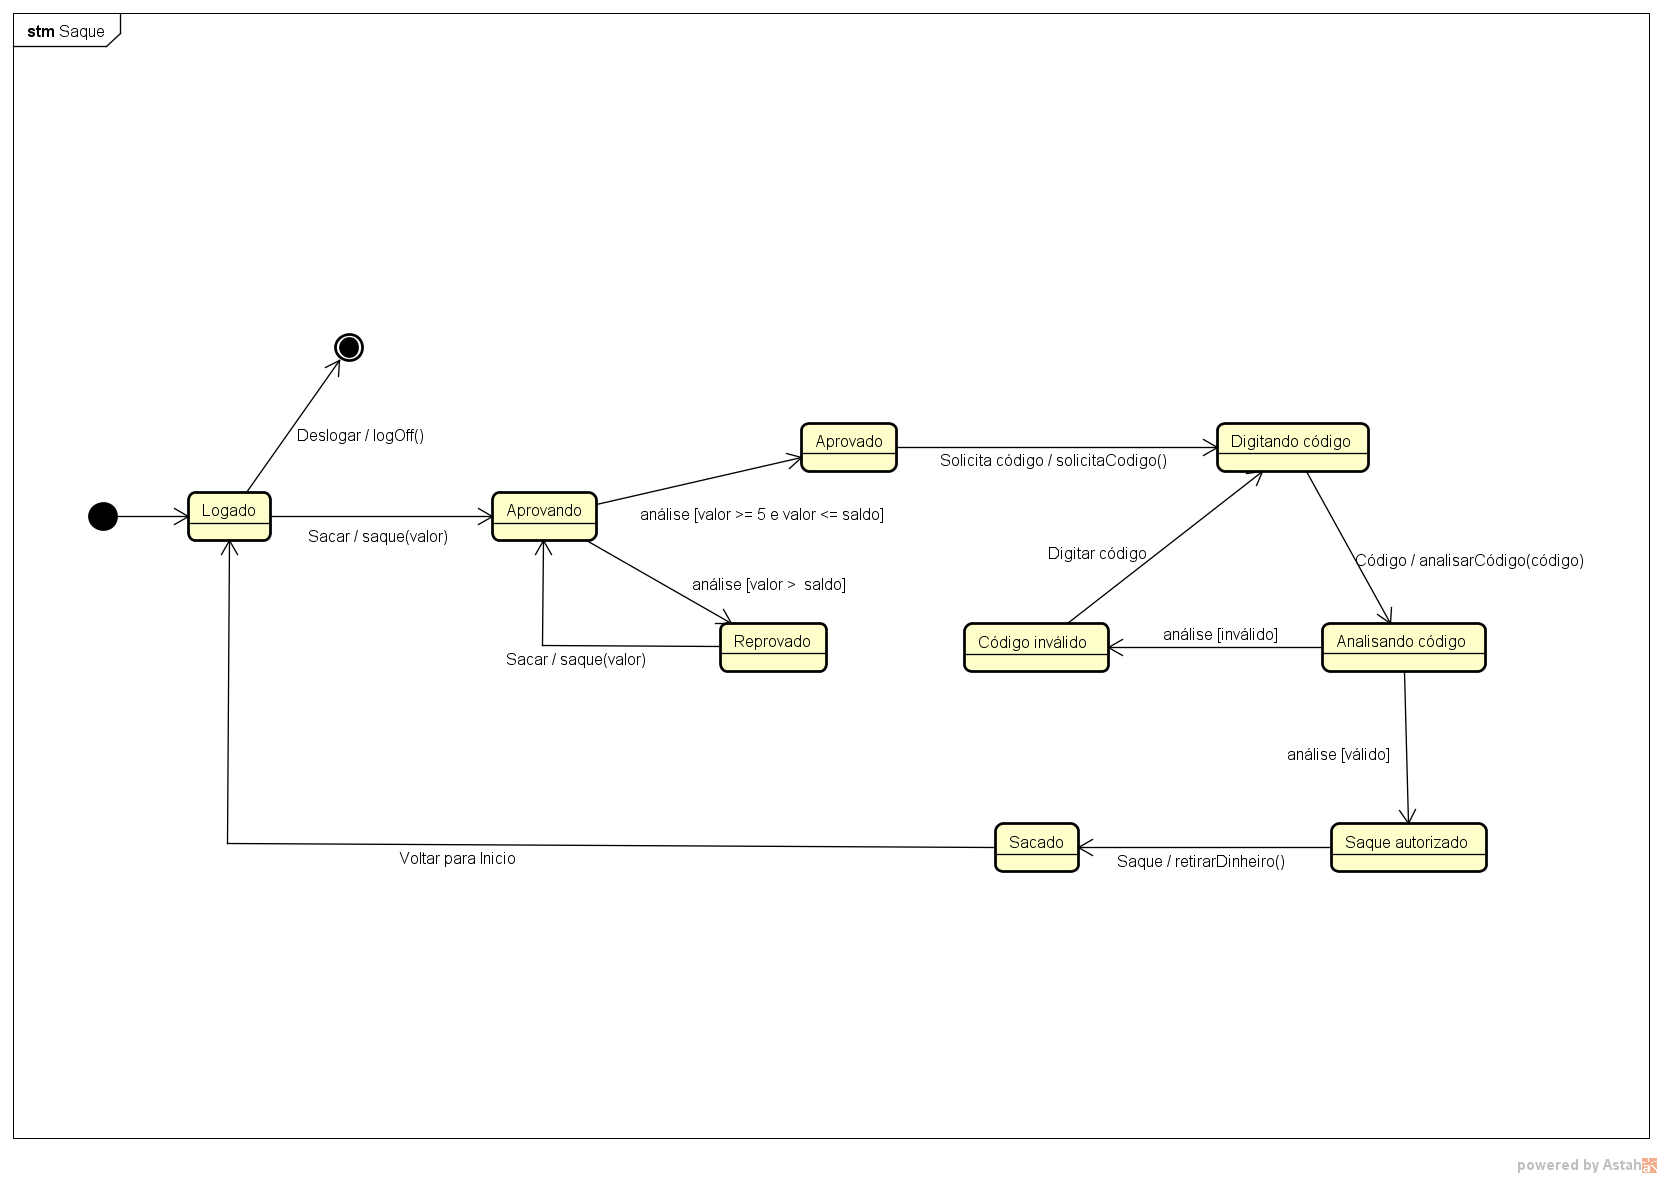 stm Saque
Deslogar / logOff()
Aprovado
Digitando código
Solicita código / solicitaCodigo()
Logado
Aprovando
análise [valor >= 5 e valor <= saldo]
Sacar / saque(valor)
Digitar código
Código / analisarCódigo(código)
análise [valor >  saldo]
Reprovado
Código inválido
análise [inválido]
Analisando código
Sacar / saque(valor)
análise [válido]
Sacado
Saque autorizado
Voltar para Inicio
Saque / retirarDinheiro()
powered by Astah